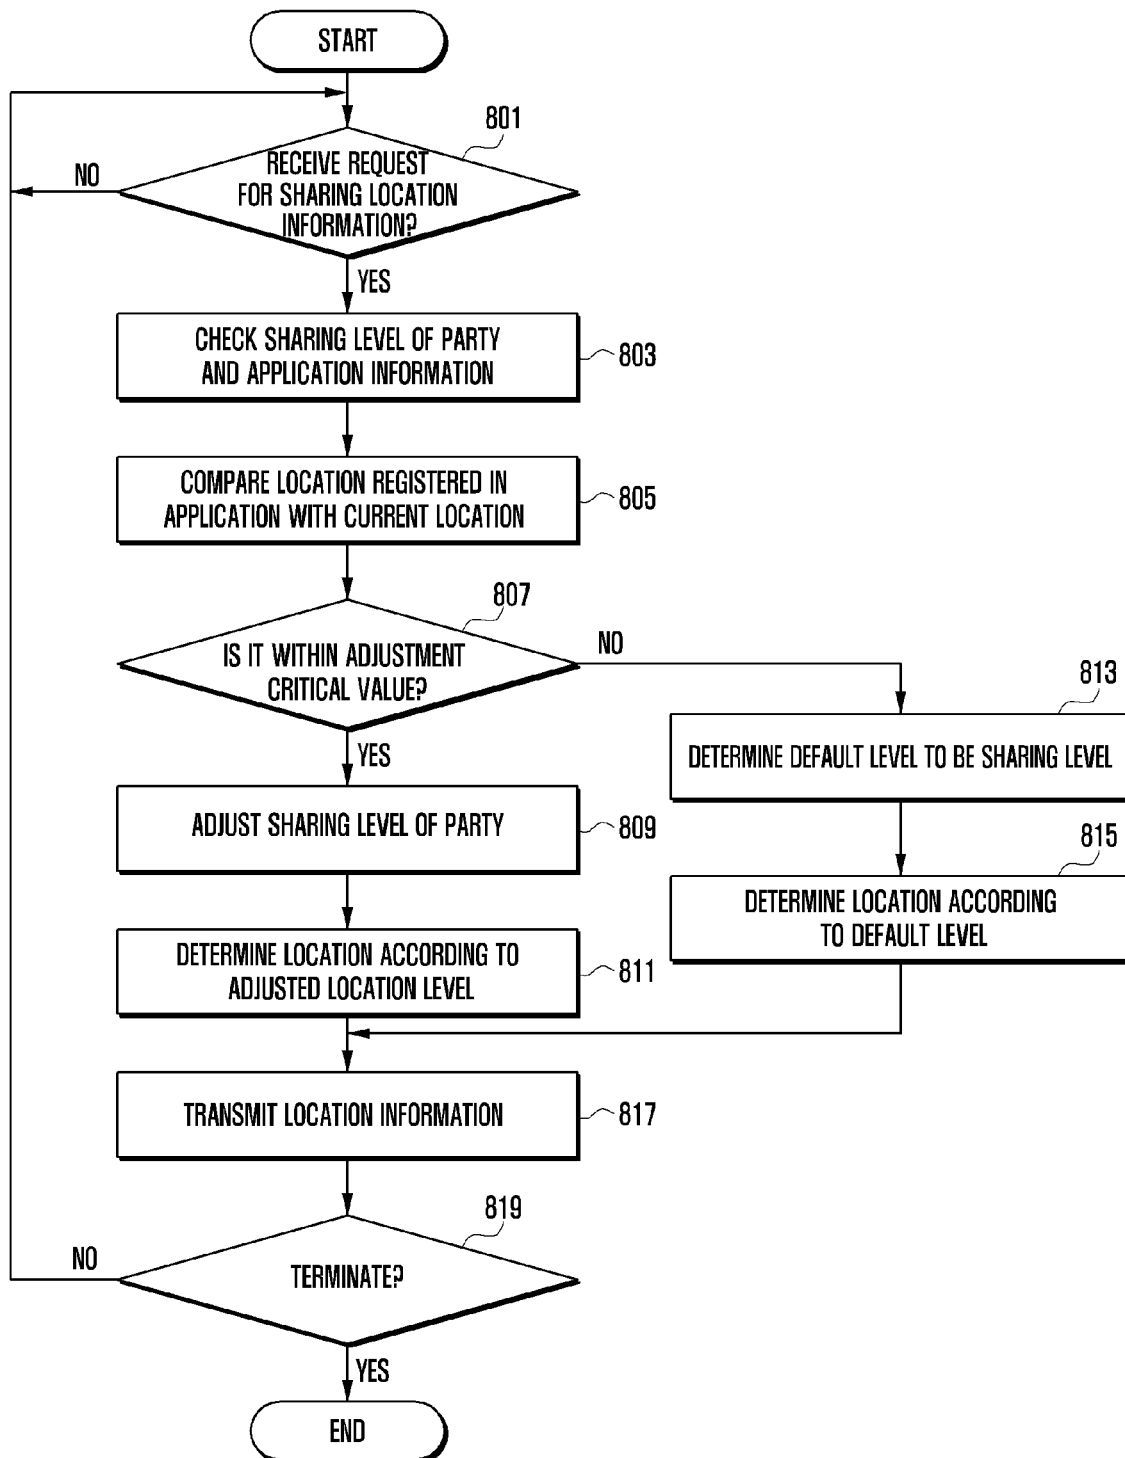 START
801
RECEIVE REQUEST
FOR SHARING LOCATION
INFORMATION?
NO
YES
CHECK SHARING LEVEL OF PARTY
AND APPLICATION INFORMATION
803
COMPARE LOCATION REGISTERED IN
APPLICATION WITH CURRENT LOCATION
805
807
IS IT WITHIN ADJUSTMENT
CRITICAL VALUE?
NO
YES
813
DETERMINE DEFAULT LEVEL TO BE SHARING LEVEL
ADJUST SHARING LEVEL OF PARTY
809
815
DETERMINE LOCATION ACCORDING
TO DEFAULT LEVEL
DETERMINE LOCATION ACCORDING TO
ADJUSTED LOCATION LEVEL
811
TRANSMIT LOCATION INFORMATION
817
819
TERMINATE?
NO
YES
END